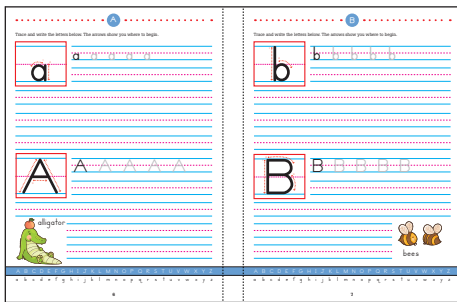 A
Trace and write the letters below. The arrows show you where to begin.
a a a a a a
A A A A A A
alligator
A B C D E F G H I J K L M N O P Q R S T U V W X Y Z
a b c d e f g h i j k l m n o p q r s t u v w x y z
6
B
Trace and write the letters below. The arrows show you where to begin.
b b b b b b
B B B B B B
bees
A B C D E F G H I J K L M N O P Q R S T U V W X Y Z
a b c d e f g h i j k l m n o p q r s t u v w x y z